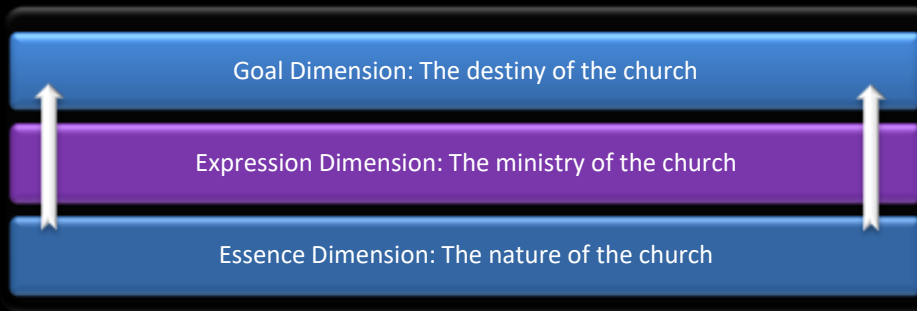 Goal Dimension: The destiny of the church
Expression Dimension: The ministry of the church
Essence Dimension: The nature of the church